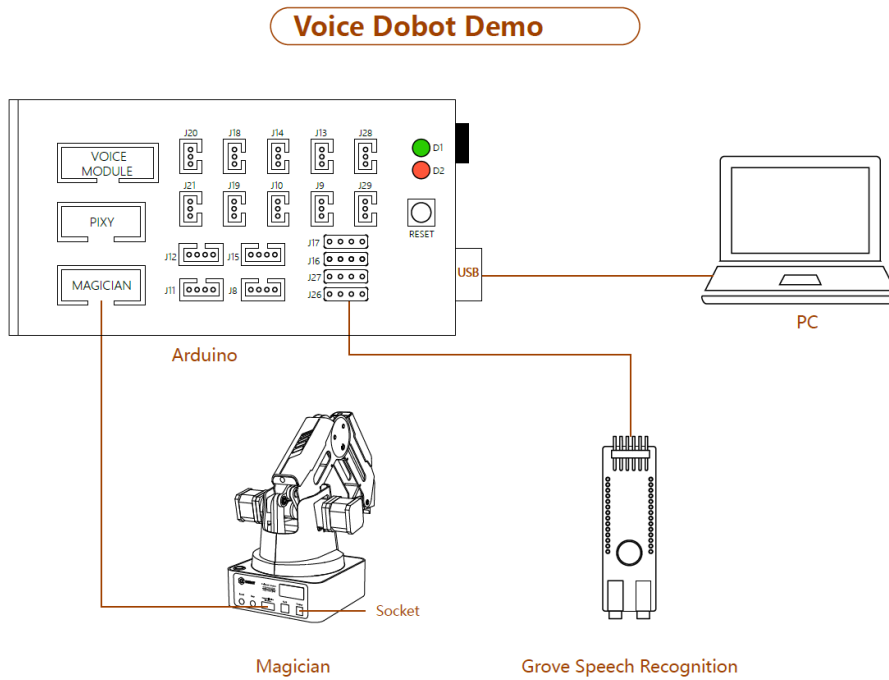 Voice Dobot Demo
J20
J18
J14
J13
J28
VOICE
MODULE
D1
D2
J21
J19
J10
J9
J29
PIXY
RESET
J17
J12
J15
J16
J27
MAGICIAN
J11
J8
J26
USB
PC
Arduino
Socket
Magician
Grove Speech Recognition